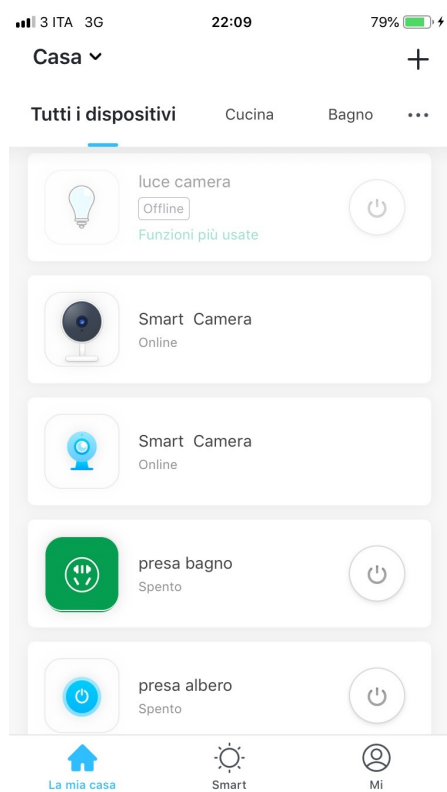 3 ITA 3G 22:09 79%
Casa
Tutti i dispositivi Cucina Bagno
luce camera
Offline
Funzioni più usate
Smart Camera
Online
Smart Camera
Online
presa bagno
Spento
presa albero
Spento
La mia casa Smart Mi